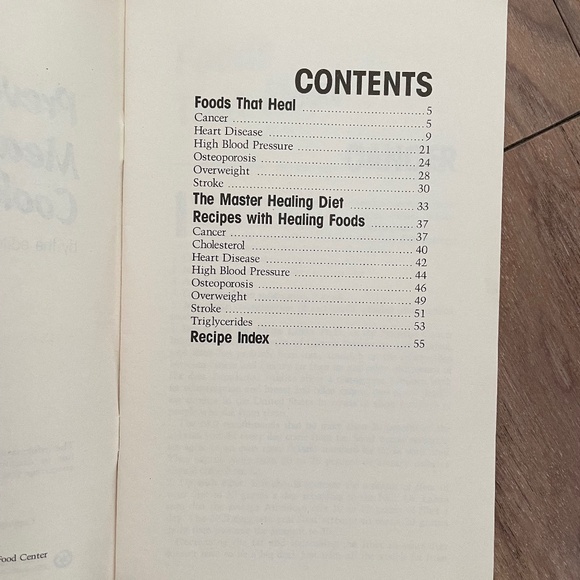 CONTENTS
Foods That Heal ........ 5
Cancer ........ 5
Heart Disease ........ 9
High Blood Pressure ........ 21
Osteoporosis ........ 24
Overweight ........ 28
Stroke ........ 30
The Master Healing Diet ........ 33
Recipes with Healing Foods ........ 37
Cancer ........ 37
Cholesterol ........ 40
Heart Disease ........ 42
High Blood Pressure ........ 44
Osteoporosis ........ 46
Overweight ........ 49
Stroke ........ 51
Triglycerides ........ 53
Recipe Index ........ 55
Food Center